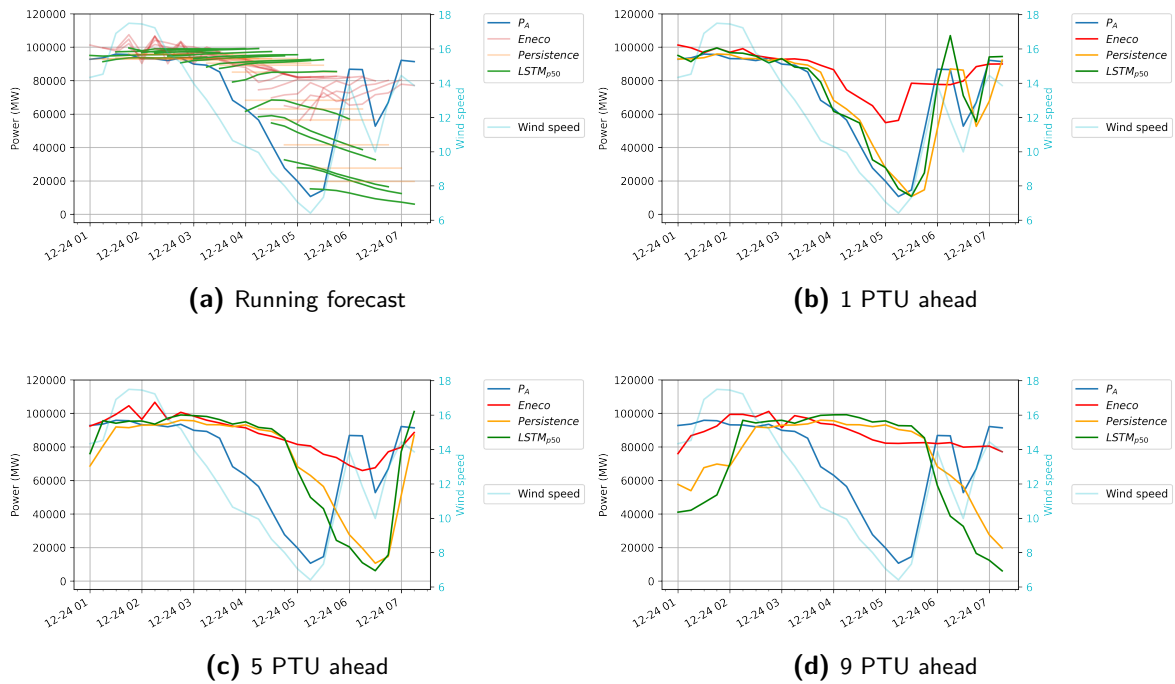 120000
100000
80000
60000
40000
20000
0
Power (MW)
18
16
14
12
10
8
6
Wind speed
12-24 01
12-24 02
12-24 03
12-24 04
12-24 05
12-24 06
12-24 07
P_A
Eneco
Persistence
LSTM_p50
Wind speed
(a) Running forecast
120000
100000
80000
60000
40000
20000
0
Power (MW)
18
16
14
12
10
8
6
Wind speed
12-24 01
12-24 02
12-24 03
12-24 04
12-24 05
12-24 06
12-24 07
P_A
Eneco
Persistence
LSTM_p50
Wind speed
(b) 1 PTU ahead
120000
100000
80000
60000
40000
20000
0
Power (MW)
18
16
14
12
10
8
6
Wind speed
12-24 01
12-24 02
12-24 03
12-24 04
12-24 05
12-24 06
12-24 07
P_A
Eneco
Persistence
LSTM_p50
Wind speed
(c) 5 PTU ahead
120000
100000
80000
60000
40000
20000
0
Power (MW)
18
16
14
12
10
8
6
Wind speed
12-24 01
12-24 02
12-24 03
12-24 04
12-24 05
12-24 06
12-24 07
P_A
Eneco
Persistence
LSTM_p50
Wind speed
(d) 9 PTU ahead